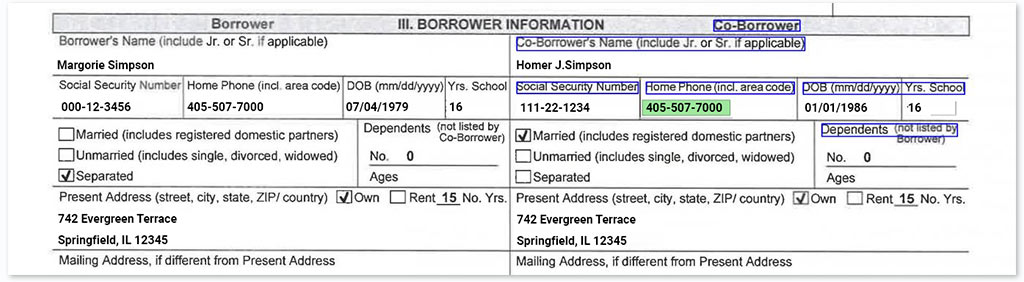 Borrower III. BORROWER INFORMATION Co-Borrower
Borrower's Name (include Jr. or Sr. if applicable)
Co-Borrower's Name (include Jr. or Sr. if applicable)
Margorie Simpson
Homer J.Simpson
Social Security Number Home Phone (incl. area code) DOB (mm/dd/yyyy) Yrs. School
Social Security Number Home Phone (incl. area code) DOB (mm/dd/yyyy) Yrs. School
000-12-3456 405-507-7000 07/04/1979 16
111-22-1234 405-507-7000 01/01/1986 16
Married (includes registered domestic partners)
Unmarried (includes single, divorced, widowed)
Separated
Dependents (not listed by
Co-Borrower)
No. 0
Ages
Married (includes registered domestic partners)
Unmarried (includes single, divorced, widowed)
Separated
Dependents (not listed by
Borrower)
No. 0
Ages
Present Address (street, city, state, ZIP/ country) Own Rent 15 No. Yrs.
742 Evergreen Terrace
Springfield, IL 12345
Present Address (street, city, state, ZIP/ country) Own Rent 15 No. Yrs.
742 Evergreen Terrace
Springfield, IL 12345
Mailing Address, if different from Present Address
Mailing Address, if different from Present Address